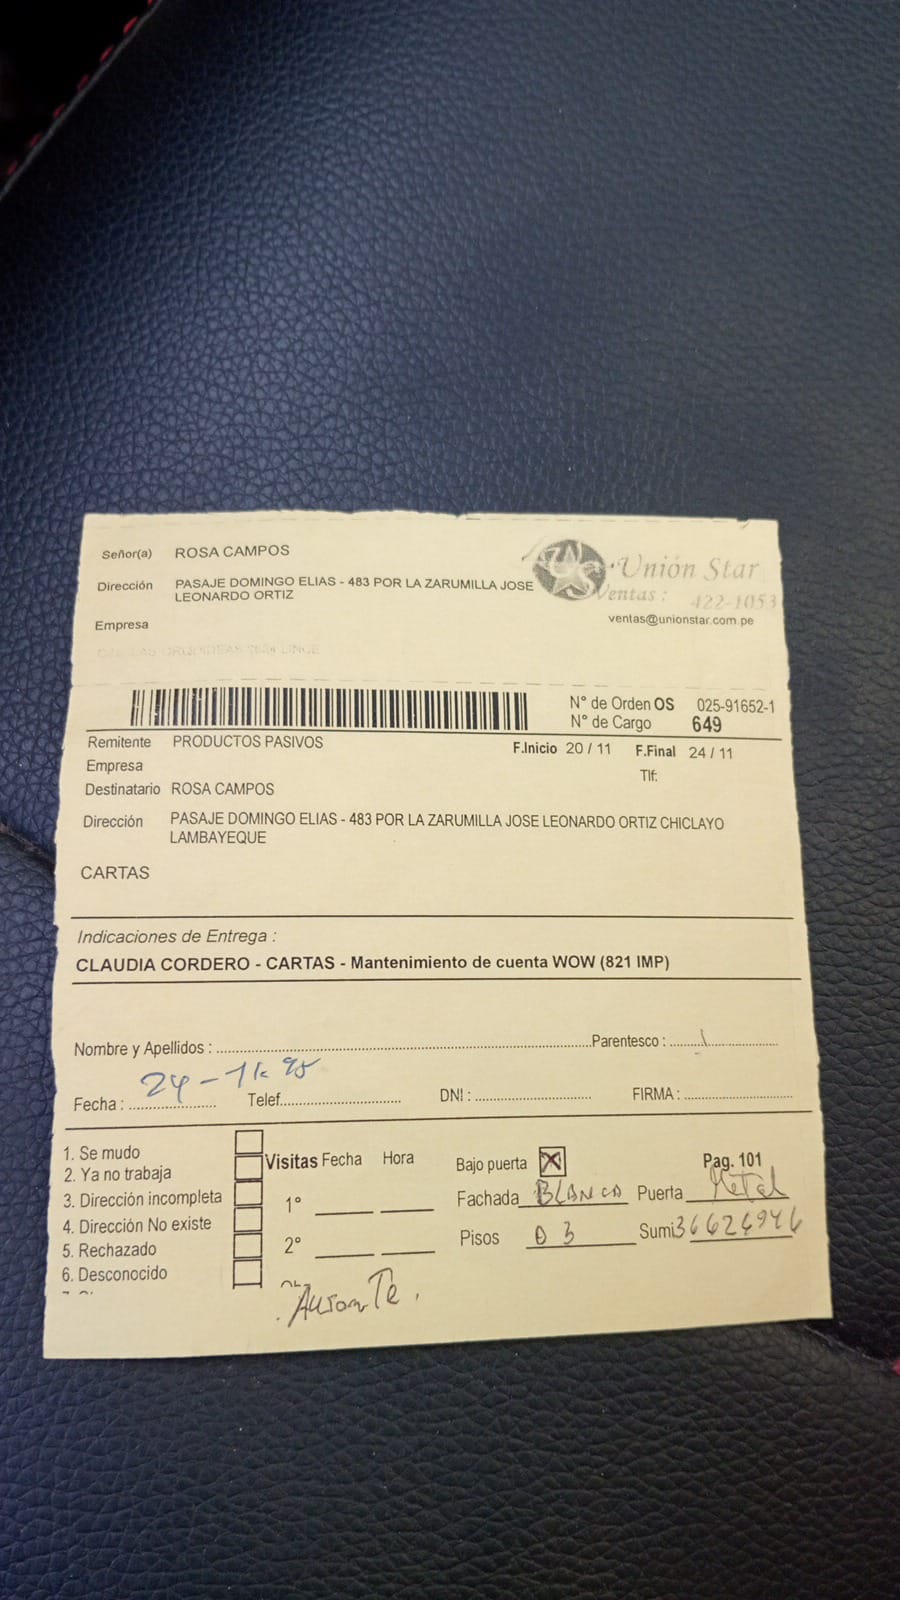 Señor(a) ROSA CAMPOS
Dirección PASAJE DOMINGO ELIAS - 483 POR LA ZARUMILLA JOSE
LEONARDO ORTIZ
Empresa
Unión Star
Ventas : 422-1053
ventas@unionstar.com.pe
N° de Orden OS 025-91652-1
N° de Cargo 649
Remitente PRODUCTOS PASIVOS
F.Inicio 20 / 11 F.Final 24 / 11
Empresa
Tlf:
Destinatario ROSA CAMPOS
Dirección PASAJE DOMINGO ELIAS - 483 POR LA ZARUMILLA JOSE LEONARDO ORTIZ CHICLAYO
LAMBAYEQUE
CARTAS
Indicaciones de Entrega :
CLAUDIA CORDERO - CARTAS - Mantenimiento de cuenta WOW (821 IMP)
Nombre y Apellidos : Parentesco :
Fecha : 24 - Telef. DNI : FIRMA :
1. Se mudo
2. Ya no trabaja
3. Dirección incompleta
4. Dirección No existe
5. Rechazado
6. Desconocido
Visitas Fecha Hora
1°
2°
Bajo puerta X Pag. 101
Fachada BLANCA Puerta Metal
Pisos 03 Sumi